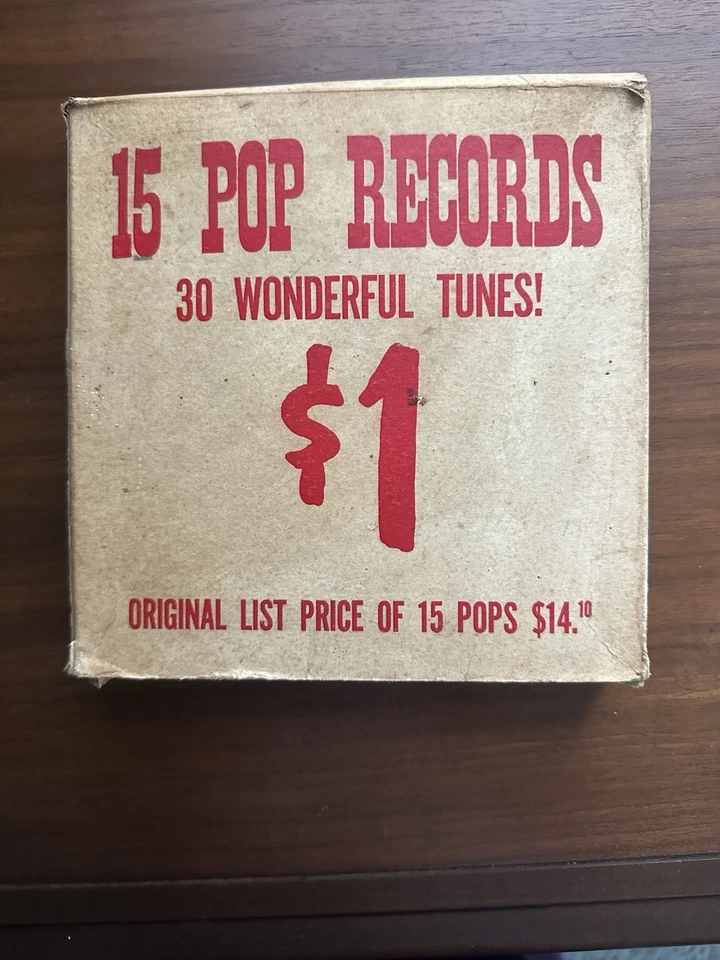 15 POP RECORDS
30 WONDERFUL TUNES!
$1
ORIGINAL LIST PRICE OF 15 POPS $14.10